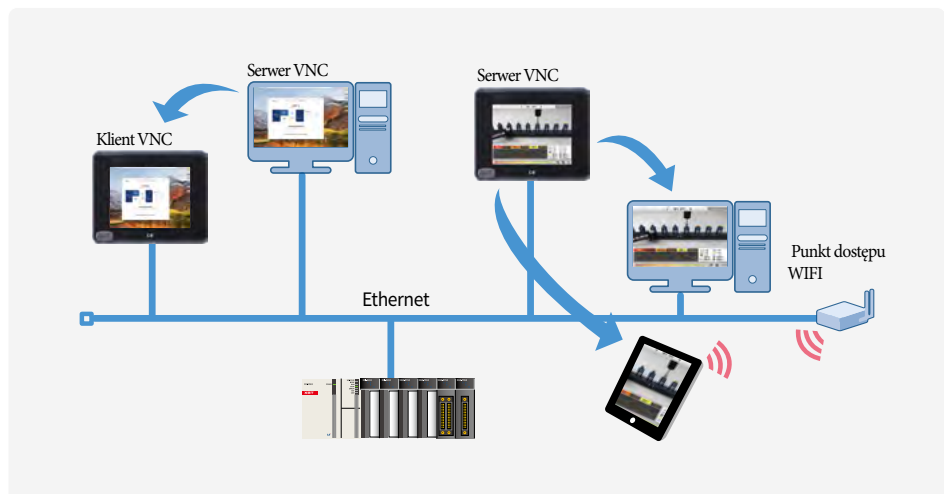 Serwer VNC
Serwer VNC
Klient VNC
Punkt dostępu
WIFI
Ethernet